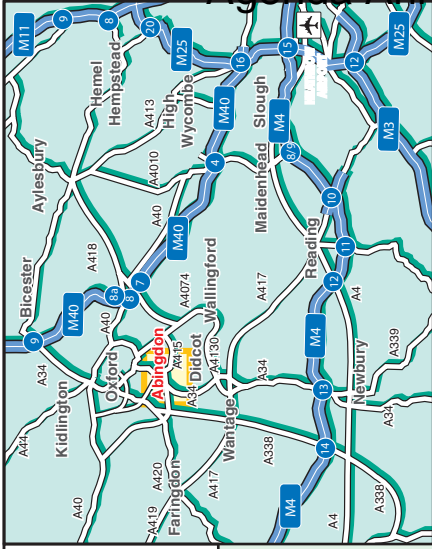 M11
9
8
20
M25
16
15
12
M25
Hemel
Hempstead
A413
High
Wycombe
M40
Slough
M4
8/9
M3
Aylesbury
A4010
4
A40
Maidenhead
10
M40
Reading
11
Bicester
A418
7
8a
8
A4074
Wallingford
A417
12
A4
9
M40
A40
A34
Oxford
Abingdon
A415
Didcot
A4130
A34
A34
M4
A339
Kidlington
13
Newbury
A44
Wantage
A34
A338
14
A40
A420
Faringdon
A417
A419
M4
A4
A338